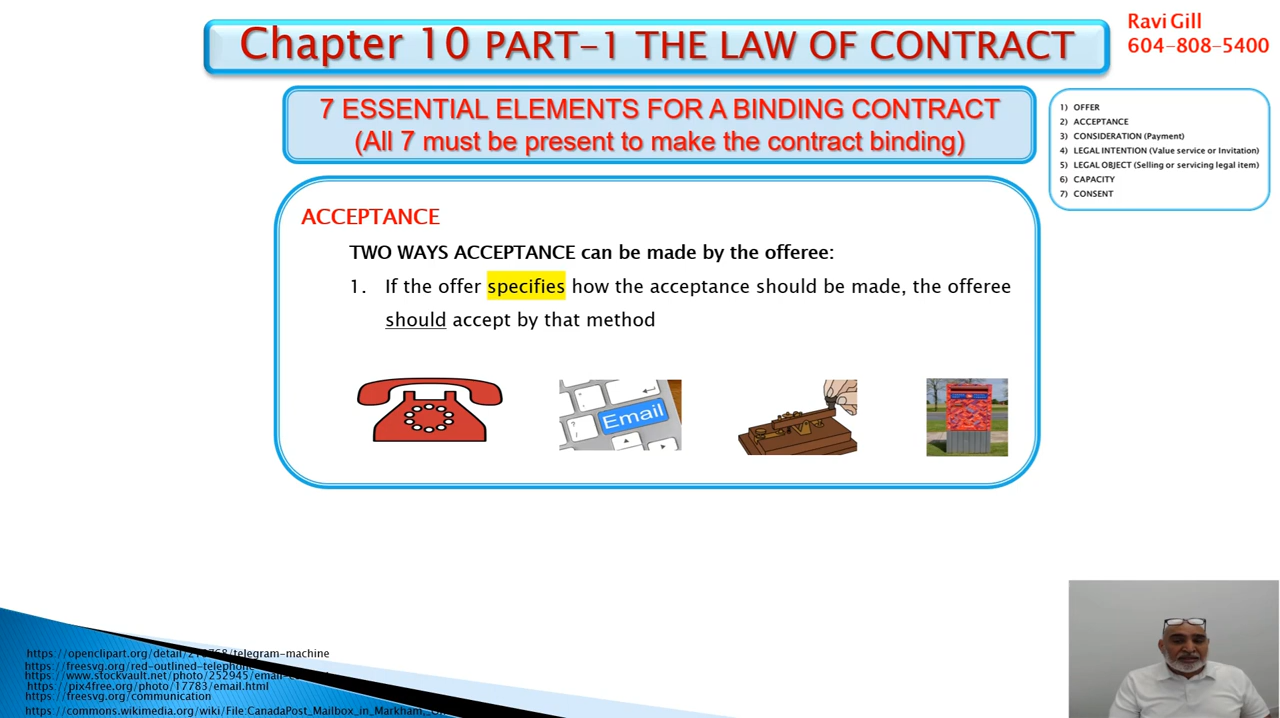 Chapter 10 PART-1 THE LAW OF CONTRACT
Ravi Gill
604-808-5400
7 ESSENTIAL ELEMENTS FOR A BINDING CONTRACT
(All 7 must be present to make the contract binding)
1) OFFER
2) ACCEPTANCE
3) CONSIDERATION (Payment)
4) LEGAL INTENTION (Value service or Invitation)
5) LEGAL OBJECT (Selling or servicing legal item)
6) CAPACITY
7) CONSENT
ACCEPTANCE
TWO WAYS ACCEPTANCE can be made by the offeree:
1. If the offer specifies how the acceptance should be made, the offeree
should accept by that method
Email
https://openclipart.org/detail/ /telegram-machine
https://freesvg.org/red-outlined-telephone
https://www.stockvault.net/photo/252945/email-
https://pix4free.org/photo/17783/email.html
https://freesvg.org/communication
https://commons.wikimedia.org/wiki/File:CanadaPost_Mailbox_in_Markham,_